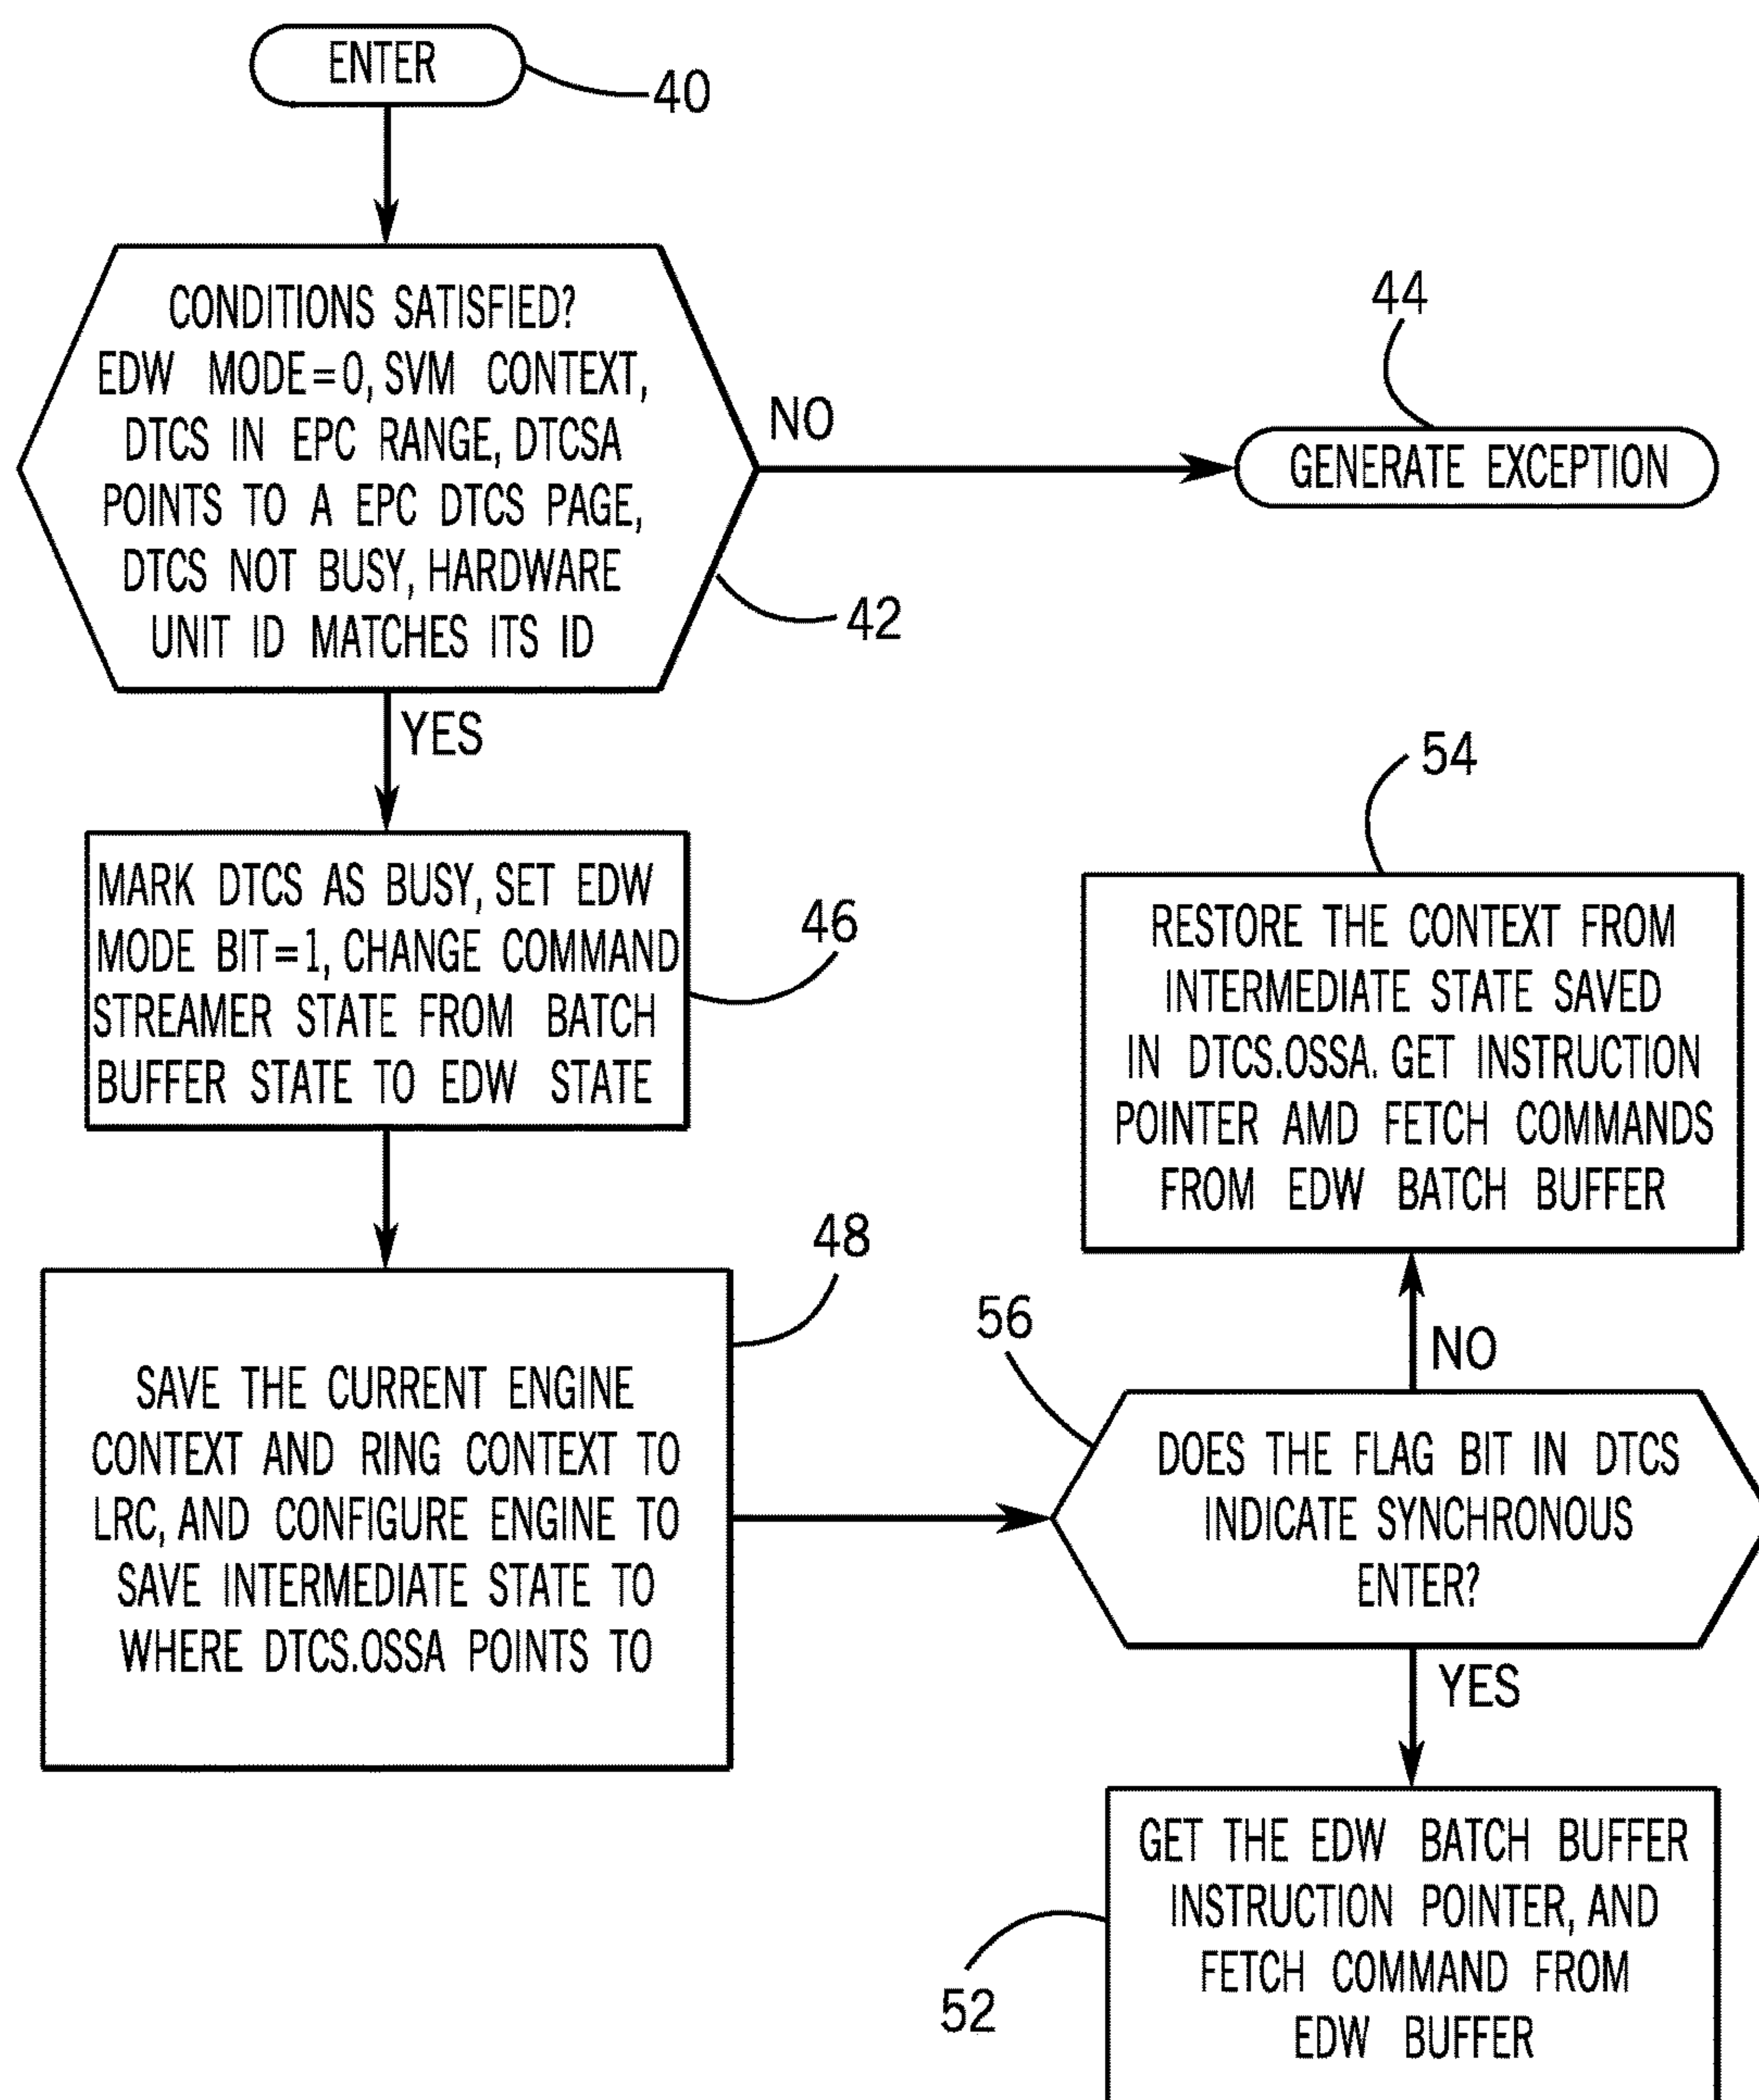 ENTER
40
CONDITIONS SATISFIED?
EDW MODE=0, SVM CONTEXT,
DTCS IN EPC RANGE, DTCSA
POINTS TO A EPC DTCS PAGE,
DTCS NOT BUSY, HARDWARE
UNIT ID MATCHES ITS ID
42
NO
44
GENERATE EXCEPTION
YES
MARK DTCS AS BUSY, SET EDW
MODE BIT=1, CHANGE COMMAND
STREAMER STATE FROM BATCH
BUFFER STATE TO EDW STATE
46
SAVE THE CURRENT ENGINE
CONTEXT AND RING CONTEXT TO
LRC, AND CONFIGURE ENGINE TO
SAVE INTERMEDIATE STATE TO
WHERE DTCS.OSSA POINTS TO
48
56
DOES THE FLAG BIT IN DTCS
INDICATE SYNCHRONOUS
ENTER?
NO
54
RESTORE THE CONTEXT FROM
INTERMEDIATE STATE SAVED
IN DTCS.OSSA. GET INSTRUCTION
POINTER AMD FETCH COMMANDS
FROM EDW BATCH BUFFER
YES
GET THE EDW BATCH BUFFER
INSTRUCTION POINTER, AND
FETCH COMMAND FROM
EDW BUFFER
52